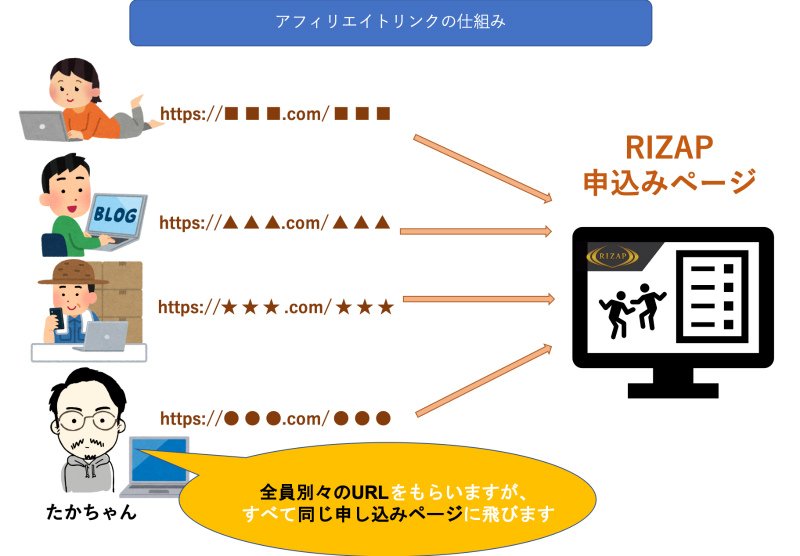 アフィリエイトリンクの仕組み
https://■ ■ ■.com/ ■ ■ ■
RIZAP
申込みページ
BLOG
https://▲ ▲ ▲.com/ ▲ ▲ ▲
RIZAP
https://★ ★ ★ .com/ ★ ★ ★
https://● ● ●.com/ ● ● ●
たかちゃん
全員別々のURLをもらいますが、
すべて同じ申し込みページに飛びます